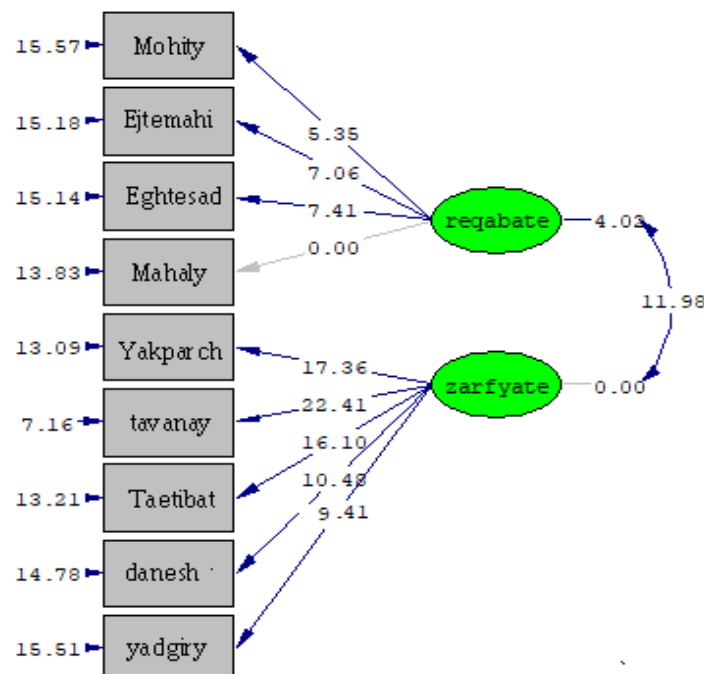 15.57 Mohity
15.18 Ejtemahi
5.35
7.06
15.14 Eghtesad
7.41
reqabate 4.02
0.00
13.83 Mahaly
11.98
13.09 Yakparch
17.36
zarfyate 0.00
7.16 tavanay
22.41
16.10
13.21 Taetibat
10.48
9.41
14.78 danesh
15.51 yadgiry